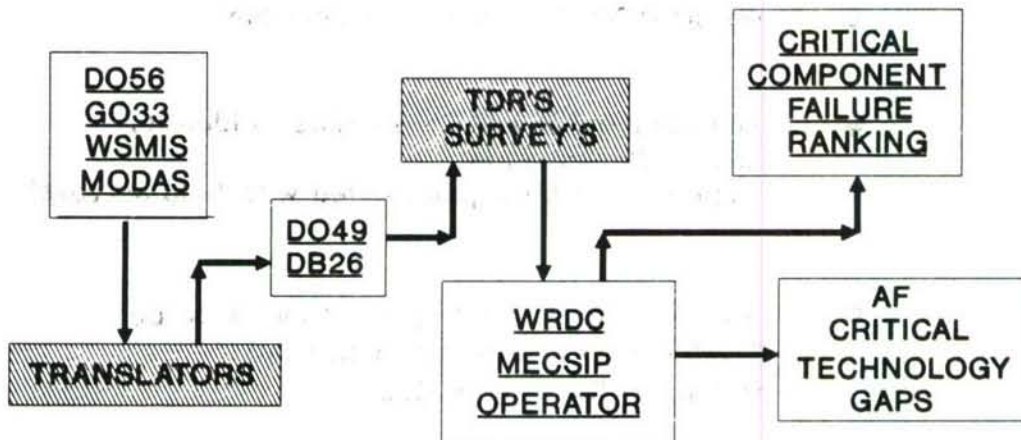 DO56
GO33
WSMIS
MODAS
TRANSLATORS
DO49
DB26
TDR'S
SURVEY'S
WRDC
MECSIP
OPERATOR
CRITICAL
COMPONENT
FAILURE
RANKING
AF
CRITICAL
TECHNOLOGY
GAPS